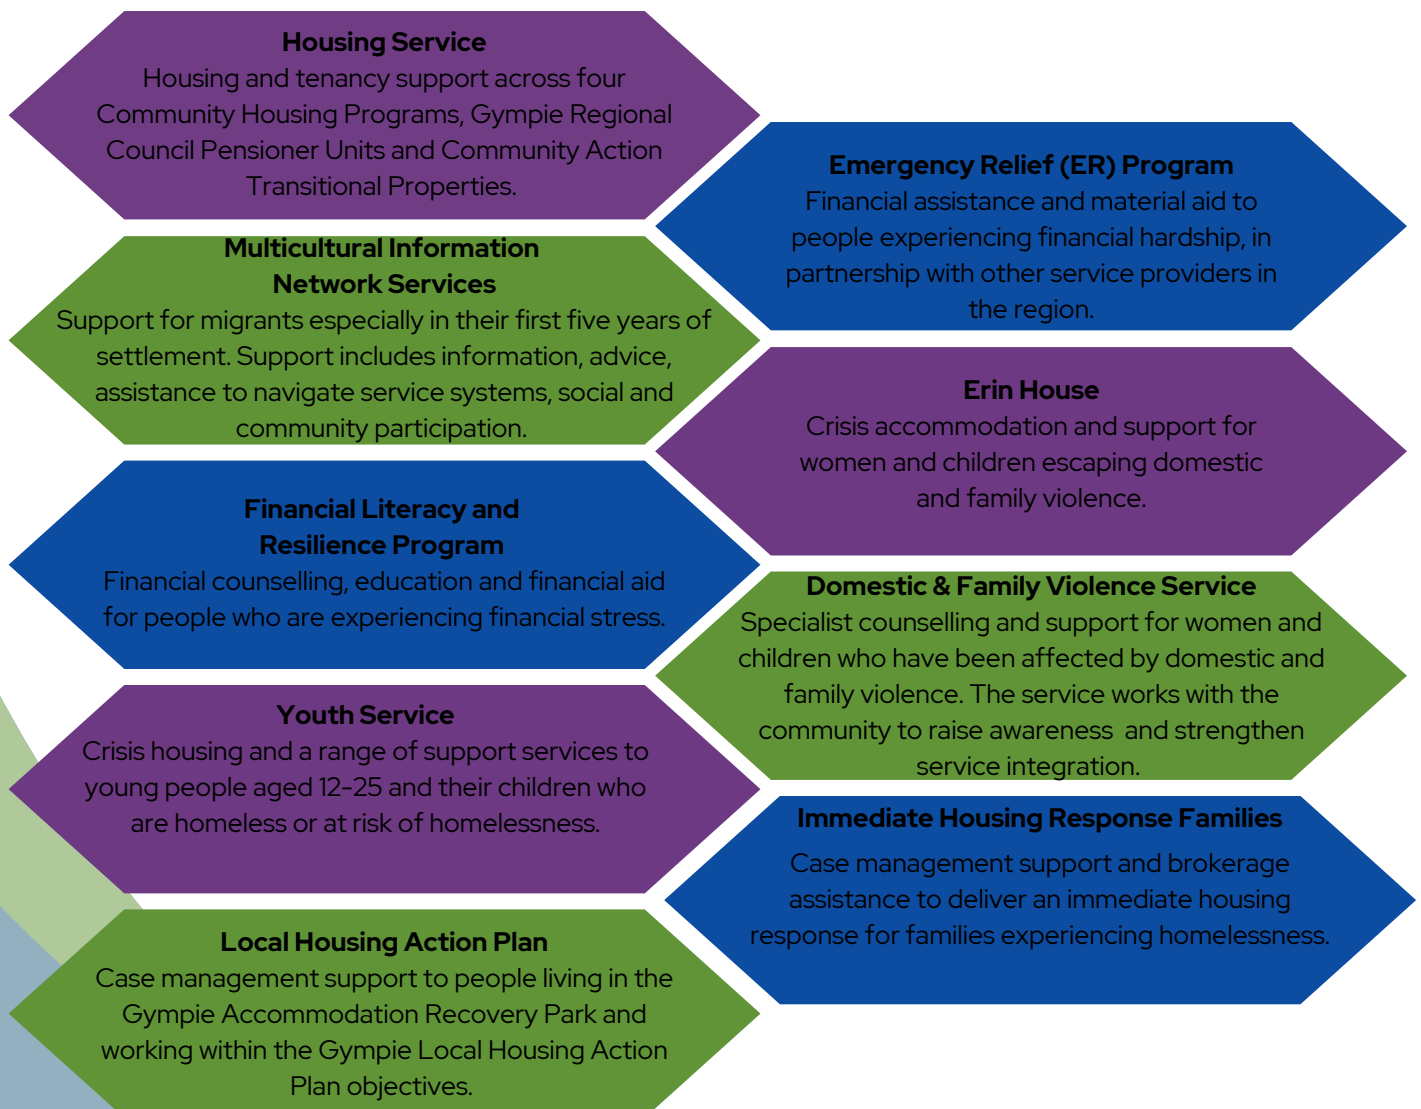 Housing Service
Housing and tenancy support across four
Community Housing Programs, Gympie Regional
Council Pensioner Units and Community Action
Transitional Properties.
Emergency Relief (ER) Program
Financial assistance and material aid to
people experiencing financial hardship, in
partnership with other service providers in
the region.
Multicultural Information
Network Services
Support for migrants especially in their first five years of
settlement. Support includes information, advice,
assistance to navigate service systems, social and
community participation.
Erin House
Crisis accommodation and support for
women and children escaping domestic
and family violence.
Financial Literacy and
Resilience Program
Financial counselling, education and financial aid
for people who are experiencing financial stress.
Domestic & Family Violence Service
Specialist counselling and support for women and
children who have been affected by domestic and
family violence. The service works with the
community to raise awareness  and strengthen
service integration.
Youth Service
Crisis housing and a range of support services to
young people aged 12-25 and their children who
are homeless or at risk of homelessness.
Immediate Housing Response Families
Case management support and brokerage
assistance to deliver an immediate housing
response for families experiencing homelessness.
Local Housing Action Plan
Case management support to people living in the
Gympie Accommodation Recovery Park and
working within the Gympie Local Housing Action
Plan objectives.